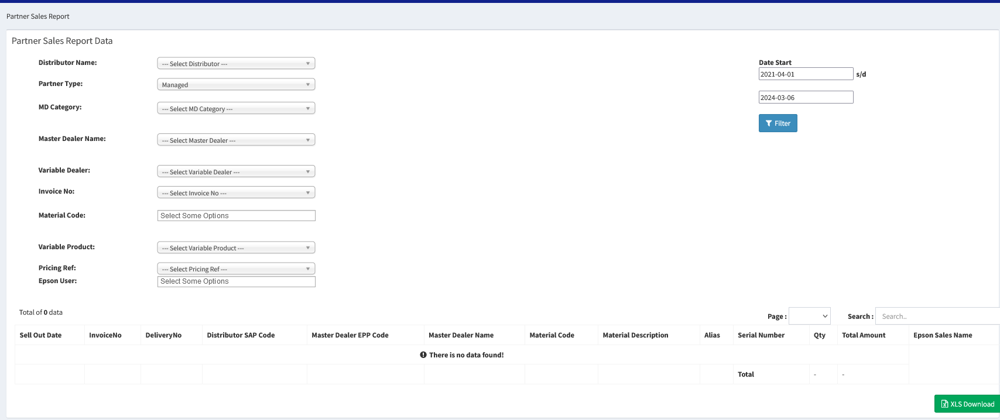 Partner Sales Report
Partner Sales Report Data
Distributor Name: --- Select Distributor ---
Partner Type: Managed
MD Category: --- Select MD Category ---
Master Dealer Name: --- Select Master Dealer ---
Variable Dealer: --- Select Variable Dealer ---
Invoice No: --- Select Invoice No ---
Material Code: Select Some Options
Variable Product: --- Select Variable Product ---
Pricing Ref: --- Select Pricing Ref ---
Epson User: Select Some Options
Date Start
2021-04-01 s/d
2024-03-06
Filter
Total of 0 data
Page : Search : Search..
Sell Out Date InvoiceNo DeliveryNo Distributor SAP Code Master Dealer EPP Code Master Dealer Name Material Code Material Description Alias Serial Number Qty Total Amount Epson Sales Name
There is no data found!
Total - -
XLS Download